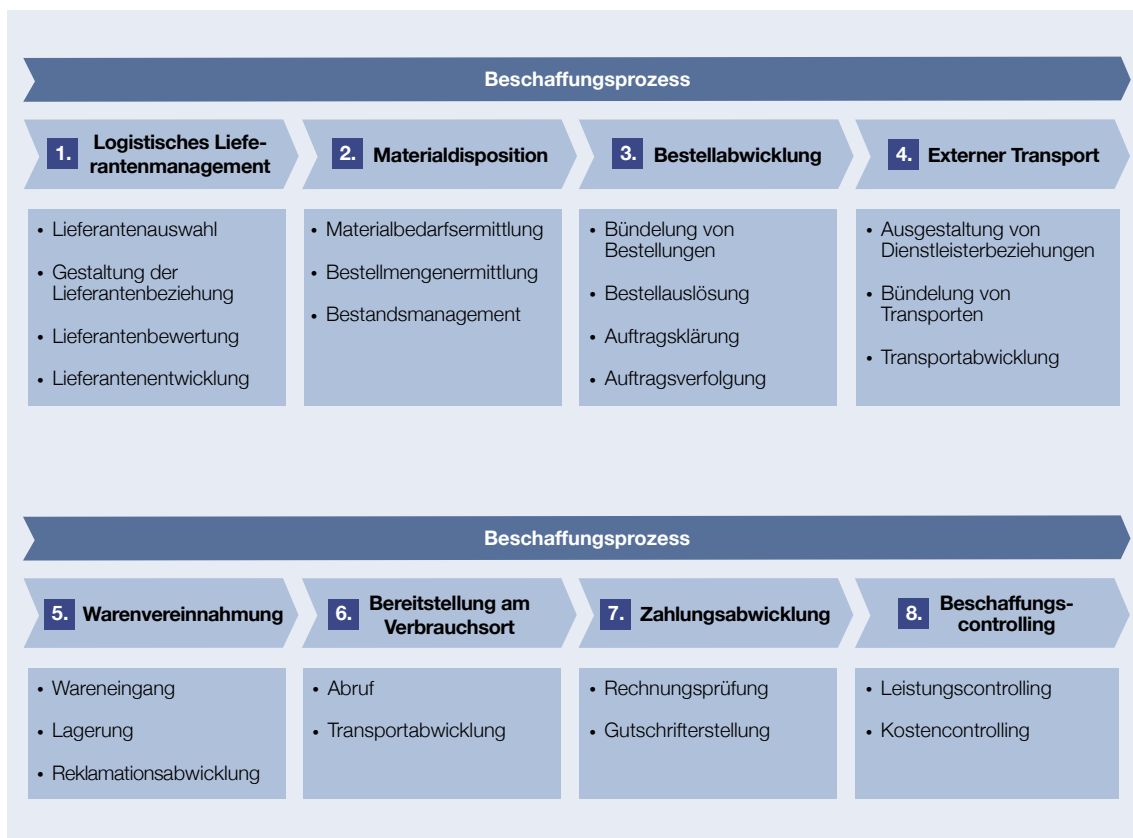 Beschaffungsprozess
1. Logistisches Liefe-
rantenmanagement
• Lieferantenauswahl
• Gestaltung der
Lieferantenbeziehung
• Lieferantenbewertung
• Lieferantenentwicklung
2. Materialdisposition
• Materialbedarfsermittlung
• Bestellmengenermittlung
• Bestandsmanagement
3. Bestellabwicklung
• Bündelung von
Bestellungen
• Bestellauslösung
• Auftragsklärung
• Auftragsverfolgung
4. Externer Transport
• Ausgestaltung von
Dienstleisterbeziehungen
• Bündelung von
Transporten
• Transportabwicklung
Beschaffungsprozess
5. Warenvereinnahmung
• Wareneingang
• Lagerung
• Reklamationsabwicklung
6. Bereitstellung am
Verbrauchsort
• Abruf
• Transportabwicklung
7. Zahlungsabwicklung
• Rechnungsprüfung
• Gutschrifterstellung
8. Beschaffungs-
controlling
• Leistungscontrolling
• Kostencontrolling